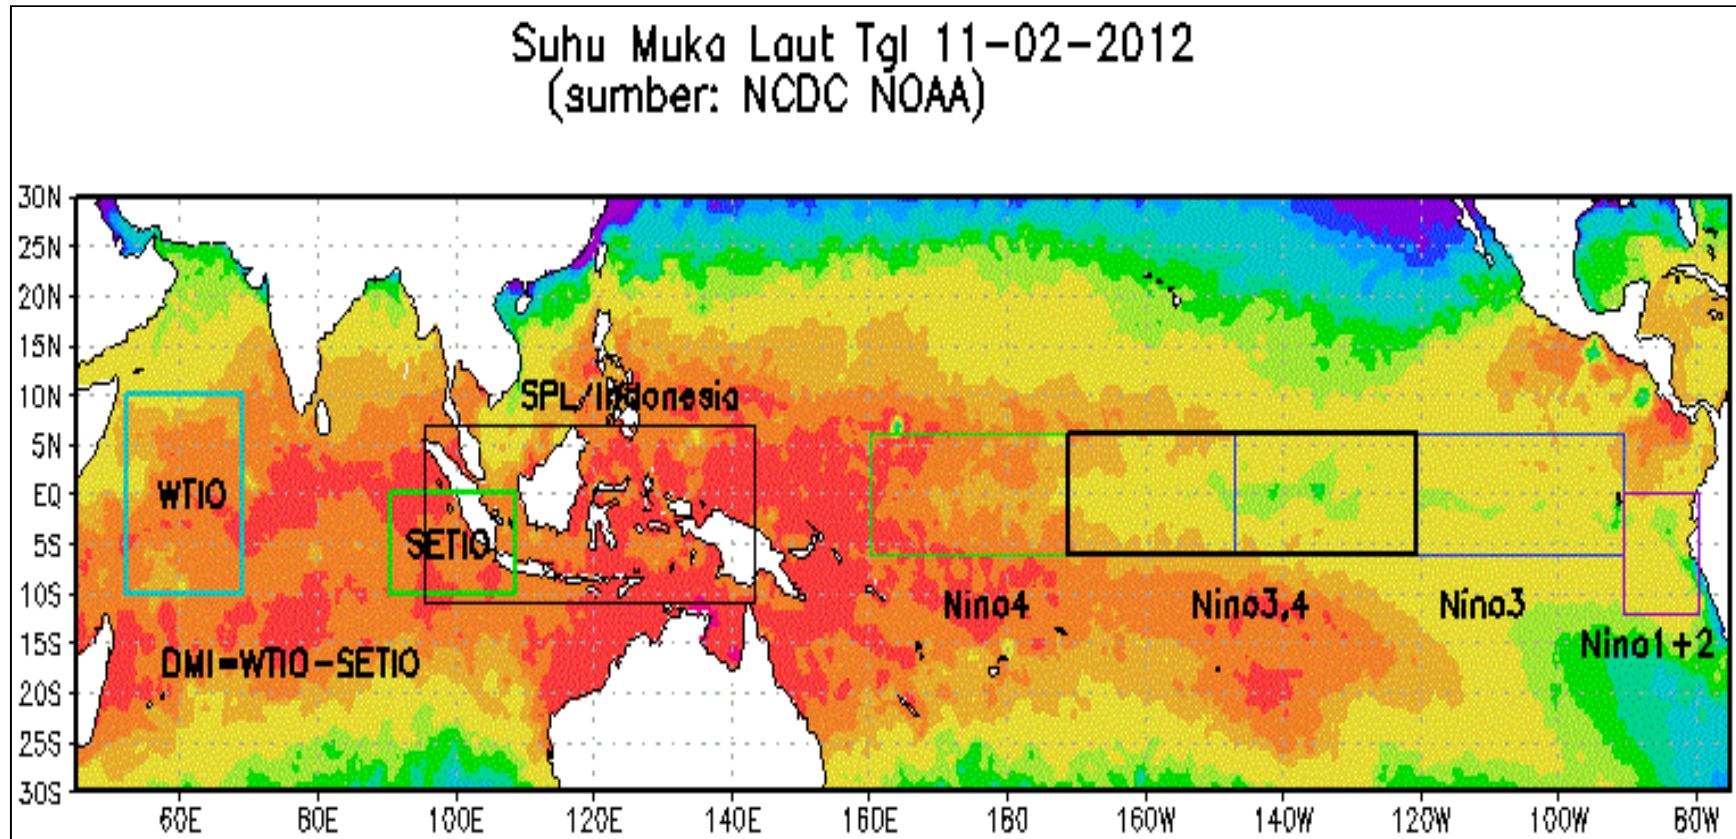 Suhu Muka Laut Tgl 11-02-2012
(sumber: NCDC NOAA)
30N
25N
20N
15N
10N
5N
EQ
5S
10S
15S
20S
25S
30S
SPL/Indonesia
WTIO
SETIO
Nino4
Nino3,4
Nino3
Nino1+2
DMI=WTIO-SETIO
60E
80E
100E
120E
140E
160E
180
160W
140W
120W
100W
80W